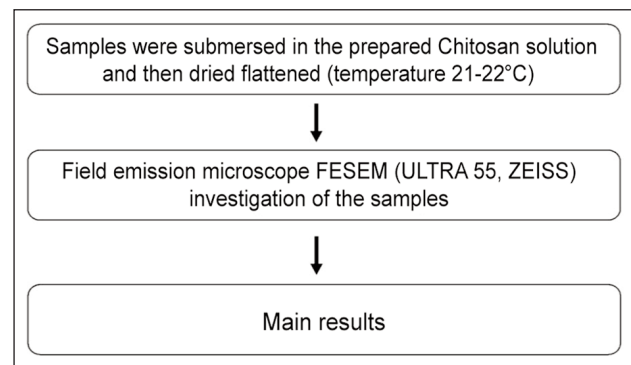 Samples were submersed in the prepared Chitosan solution
and then dried flattened (temperature 21-22°C)
Field emission microscope FESEM (ULTRA 55, ZEISS)
investigation of the samples
Main results